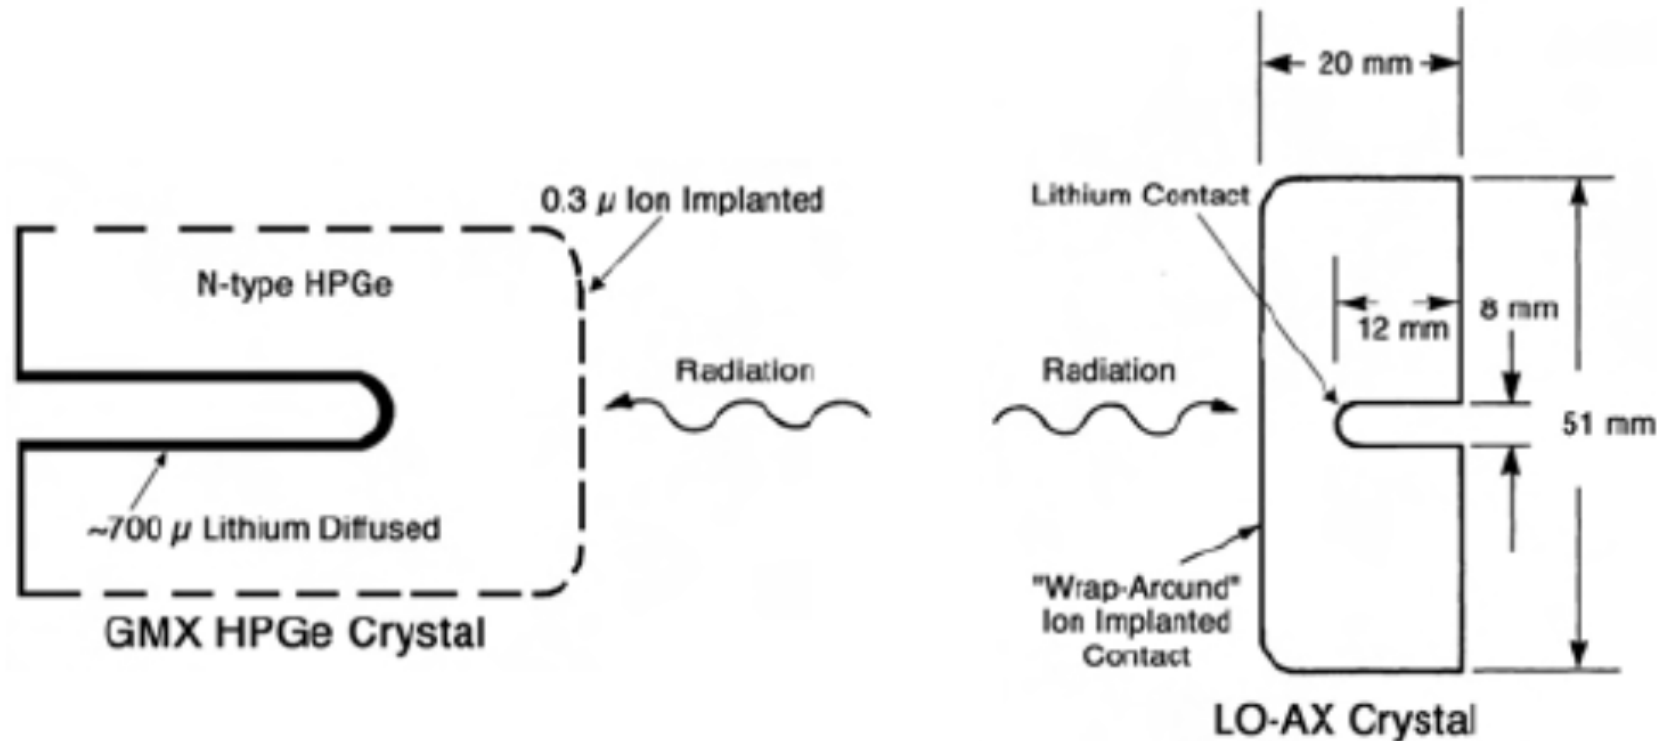 0.3 μ Ion Implanted
N-type HPGe
Radiation
~700 μ Lithium Diffused
GMX HPGe Crystal
20 mm
Lithium Contact
12 mm
8 mm
Radiation
51 mm
"Wrap-Around"
Ion Implanted
Contact
LO-AX Crystal